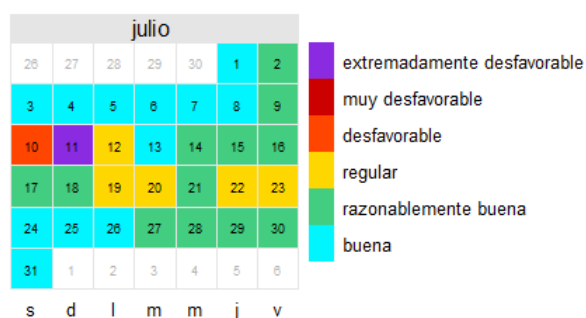 julio
26 27 28 29 30 1 2
3 4 5 6 7 8 9
10 11 12 13 14 15 16
17 18 19 20 21 22 23
24 25 26 27 28 29 30
31 1 2 3 4 5 6
s d l m m j v
extremadamente desfavorable
muy desfavorable
desfavorable
regular
razonablemente buena
buena